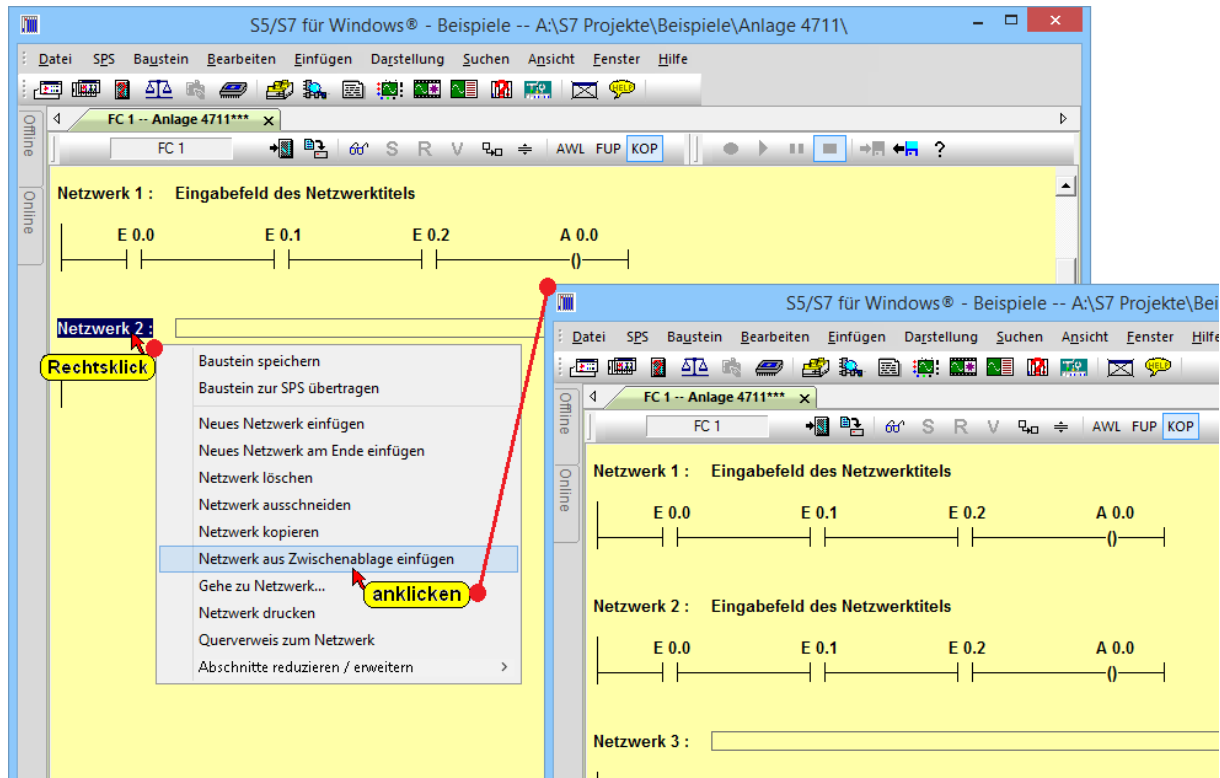 S5/S7 für Windows® - Beispiele -- A:\S7 Projekte\Beispiele\Anlage 4711\
Datei SPS Baustein Bearbeiten Einfügen Darstellung Suchen Ansicht Fenster Hilfe
HELP
Offline
Online
FC 1 -- Anlage 4711*** x
FC 1 S R V AWL FUP KOP ?
Netzwerk 1 : Eingabefeld des Netzwerktitels
E 0.0 E 0.1 E 0.2 A 0.0
Netzwerk 2 :
Rechtsklick
Baustein speichern
Baustein zur SPS übertragen
Neues Netzwerk einfügen
Neues Netzwerk am Ende einfügen
Netzwerk löschen
Netzwerk ausschneiden
Netzwerk kopieren
Netzwerk aus Zwischenablage einfügen
anklicken
Gehe zu Netzwerk...
Netzwerk drucken
Querverweis zum Netzwerk
Abschnitte reduzieren / erweitern
S5/S7 für Windows® - Beispiele -- A:\S7 Projekte\Bei
Datei SPS Baustein Bearbeiten Einfügen Darstellung Suchen Ansicht Fenster Hilfe
HELP
Offline
Online
FC 1 -- Anlage 4711*** x
FC 1 S R V AWL FUP KOP
Netzwerk 1 : Eingabefeld des Netzwerktitels
E 0.0 E 0.1 E 0.2 A 0.0
Netzwerk 2 : Eingabefeld des Netzwerktitels
E 0.0 E 0.1 E 0.2 A 0.0
Netzwerk 3 :